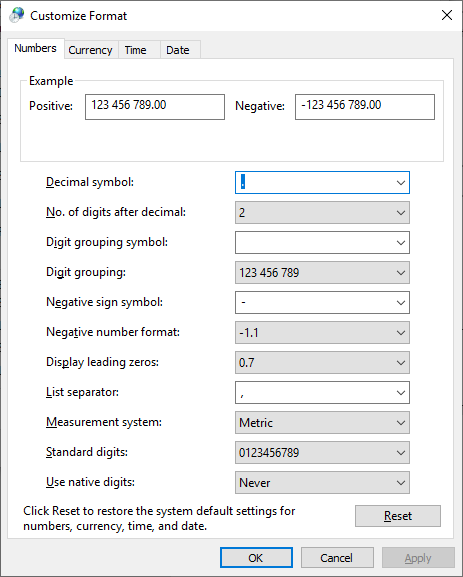 Customize Format
Numbers Currency Time Date
Example
Positive: 123 456 789.00 Negative: -123 456 789.00
Decimal symbol: .
No. of digits after decimal: 2
Digit grouping symbol:
Digit grouping: 123 456 789
Negative sign symbol: -
Negative number format: -1.1
Display leading zeros: 0.7
List separator: ,
Measurement system: Metric
Standard digits: 0123456789
Use native digits: Never
Click Reset to restore the system default settings for
numbers, currency, time, and date.
Reset
OK Cancel Apply